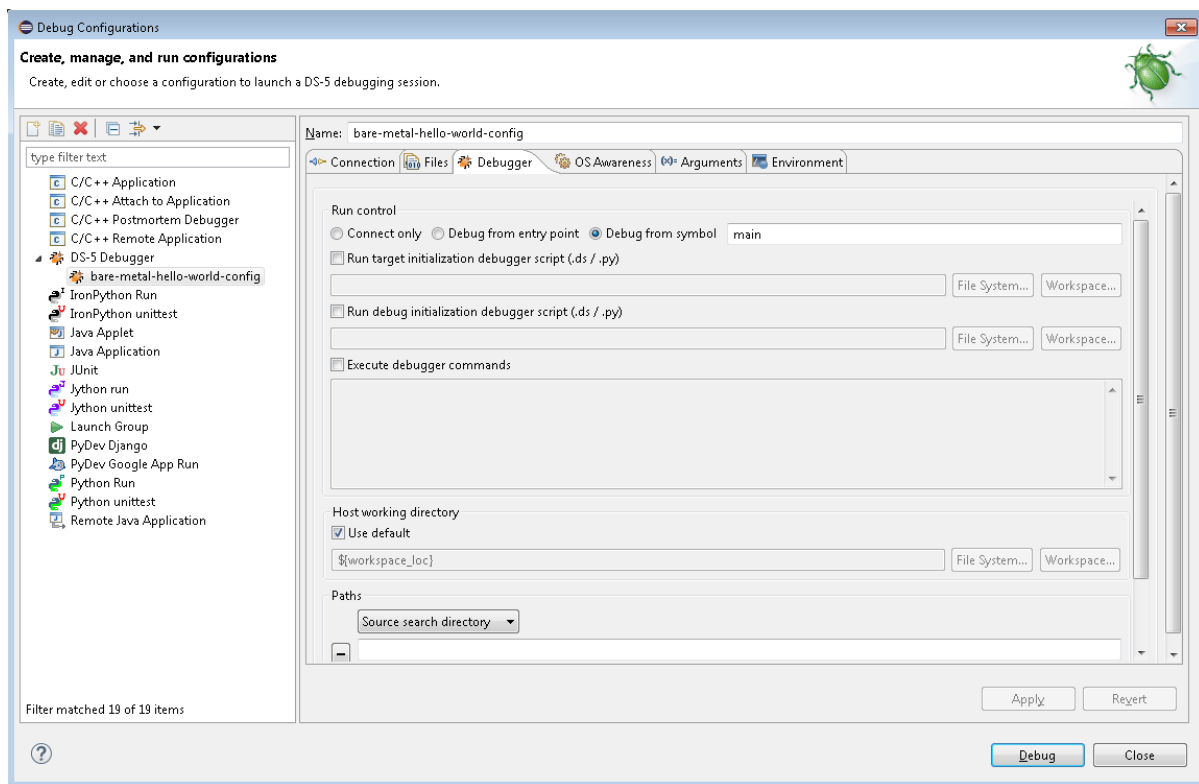 Debug Configurations
Create, manage, and run configurations
Create, edit or choose a configuration to launch a DS-5 debugging session.
type filter text
C/C++ Application
C/C++ Attach to Application
C/C++ Postmortem Debugger
C/C++ Remote Application
DS-5 Debugger
bare-metal-hello-world-config
IronPython Run
IronPython unittest
Java Applet
Java Application
Ju JUnit
Jython run
Jython unittest
Launch Group
dj PyDev Django
PyDev Google App Run
Python Run
Python unittest
Remote Java Application
Filter matched 19 of 19 items
Name: bare-metal-hello-world-config
Connection Files Debugger OS Awareness Arguments Environment
Run control
Connect only Debug from entry point Debug from symbol main
Run target initialization debugger script (.ds / .py)
File System... Workspace...
Run debug initialization debugger script (.ds / .py)
File System... Workspace...
Execute debugger commands
Host working directory
Use default
${workspace_loc} File System... Workspace...
Paths
Source search directory
Apply Revert
Debug Close